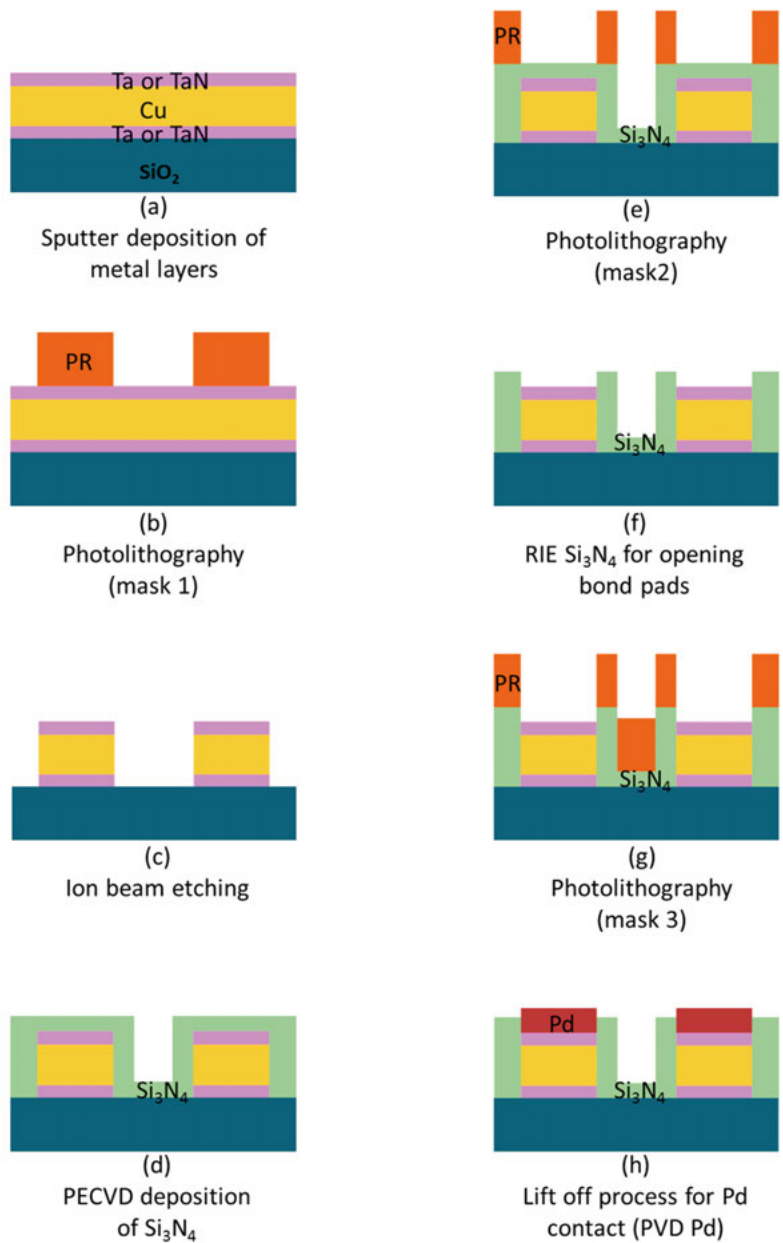 Ta or TaN
Cu
Ta or TaN
SiO₂
(a)
Sputter deposition of
metal layers
PR
(b)
Photolithography
(mask 1)
(c)
Ion beam etching
Si₃N₄
(d)
PECVD deposition
of Si₃N₄
PR
Si₃N₄
(e)
Photolithography
(mask2)
Si₃N₄
(f)
RIE Si₃N₄ for opening
bond pads
PR
Si₃N₄
(g)
Photolithography
(mask 3)
Pd
Si₃N₄
(h)
Lift off process for Pd
contact (PVD Pd)